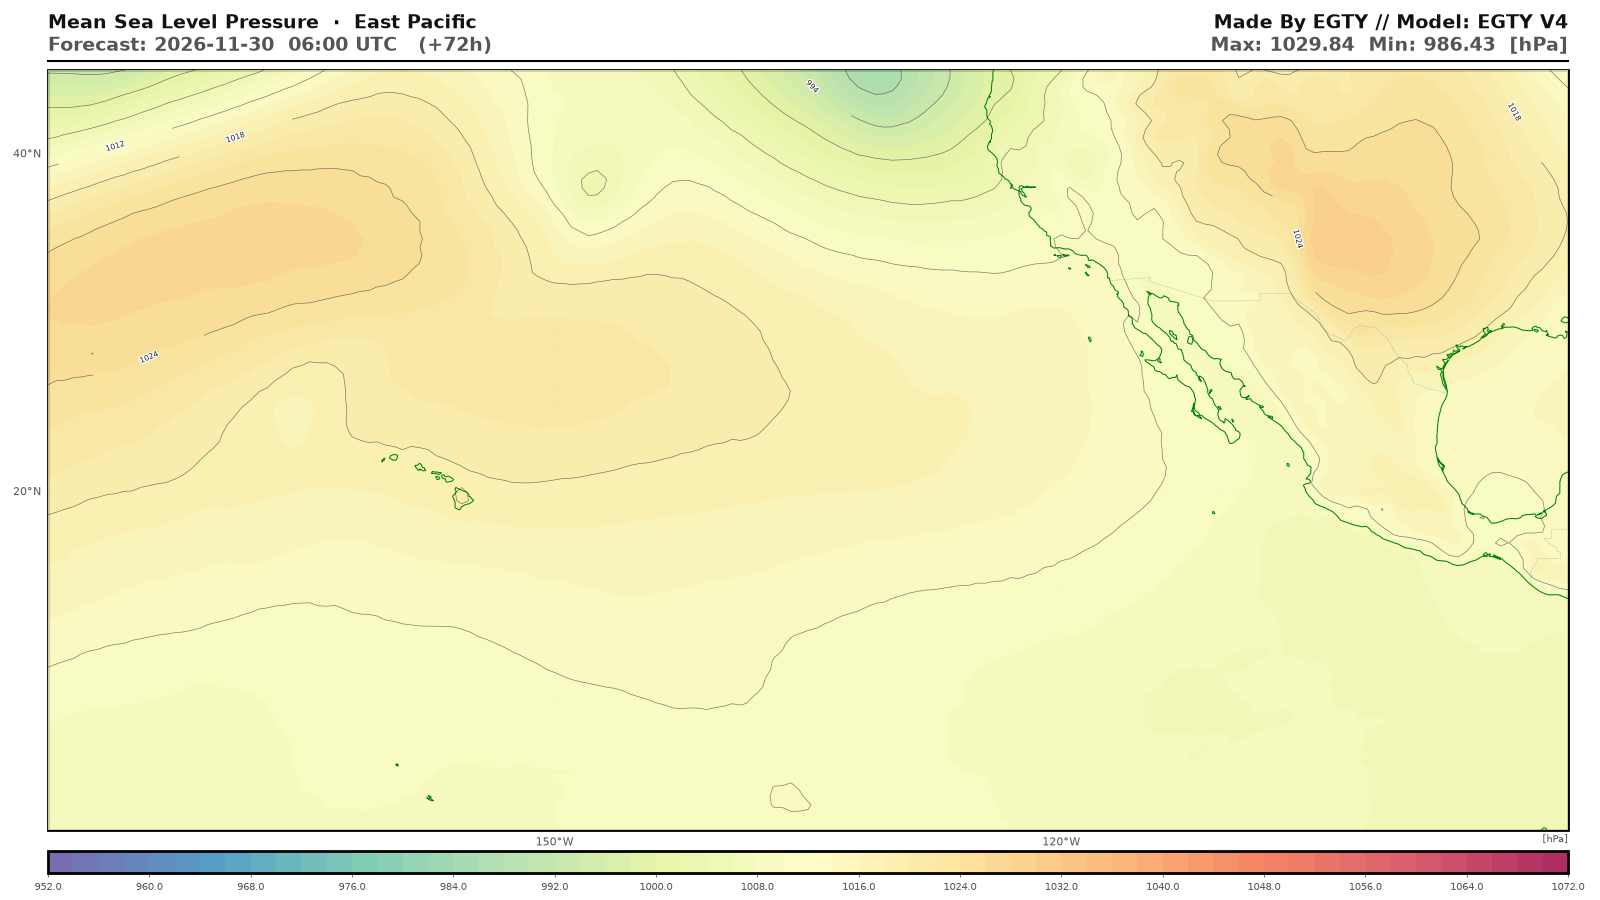 Mean Sea Level Pressure · East Pacific
Made By EGTY // Model: EGTY V4
Forecast: 2026-11-30 06:00 UTC (+72h)
Max: 1029.84 Min: 986.43 [hPa]
994
1018
1012
1018
40°N
1024
1024
20°N
150°W
120°W
[hPa]
952.0
960.0
968.0
976.0
984.0
992.0
1000.0
1008.0
1016.0
1024.0
1032.0
1040.0
1048.0
1056.0
1064.0
1072.0